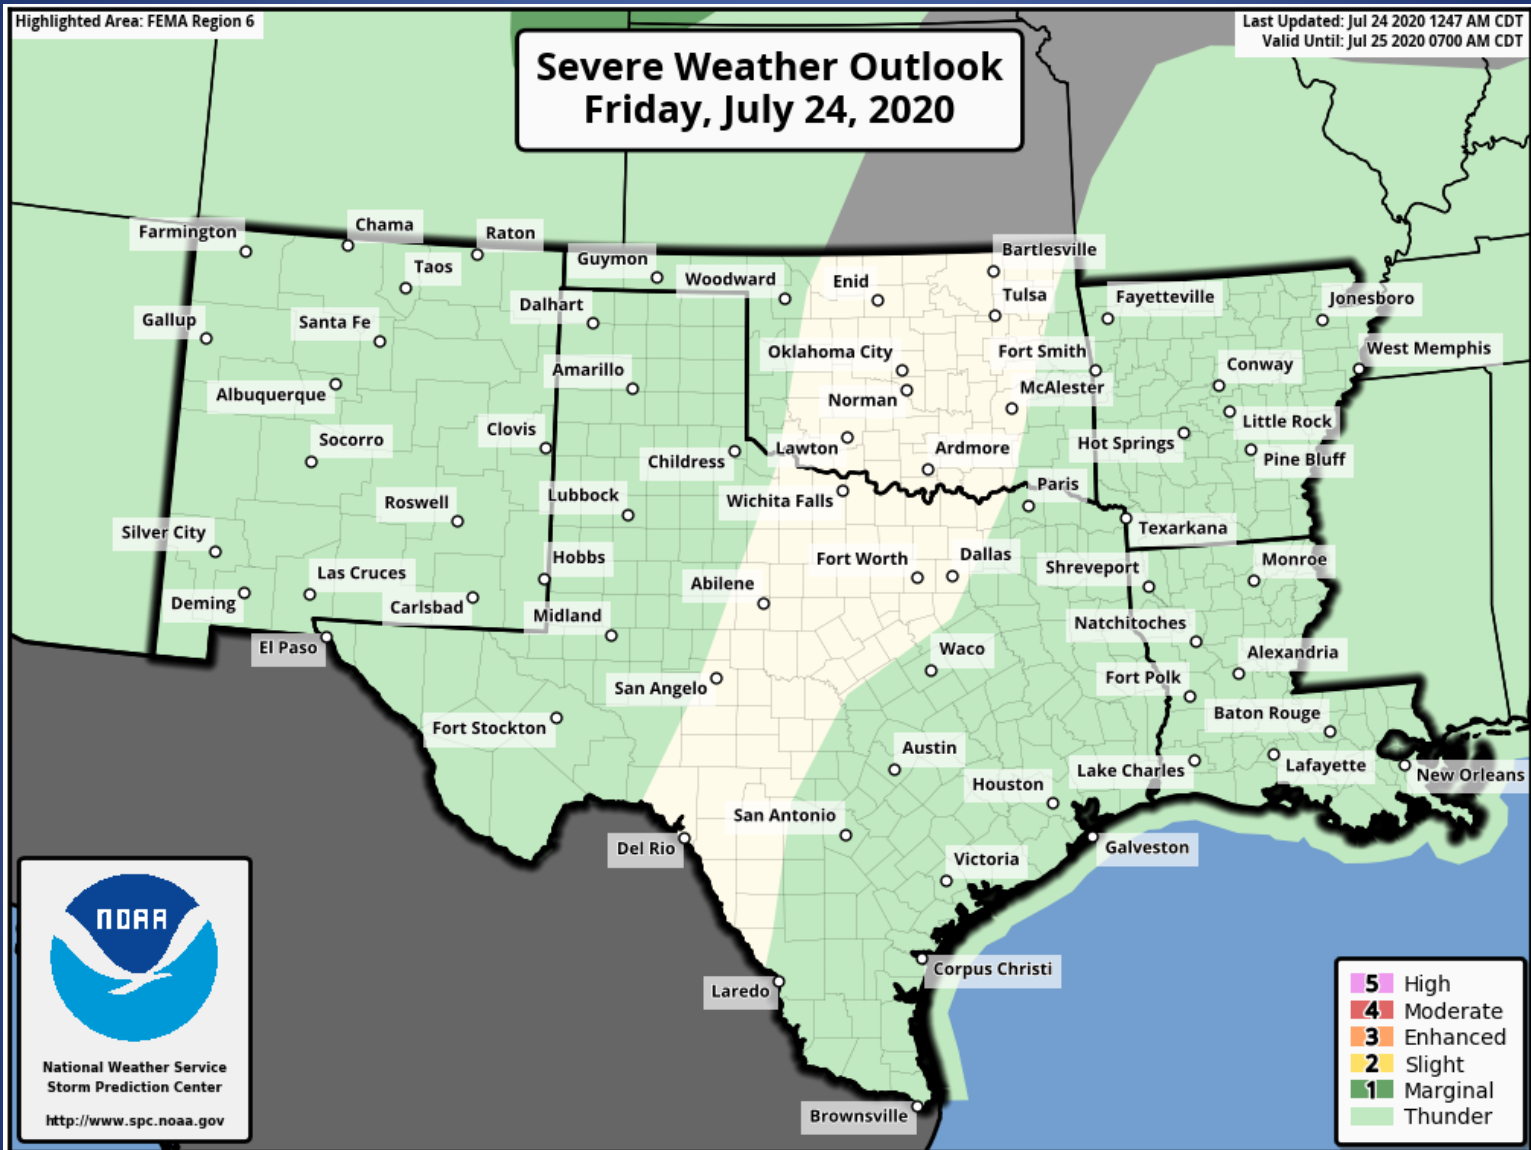 Highlighted Area: FEMA Region 6
Last Updated: Jul 24 2020 1247 AM CDT
Valid Until: Jul 25 2020 0700 AM CDT
Severe Weather Outlook
Friday, July 24, 2020
Farmington
Chama
Raton
Taos
Guymon
Woodward
Enid
Bartlesville
Tulsa
Fayetteville
Jonesboro
Gallup
Santa Fe
Dalhart
Oklahoma City
Fort Smith
West Memphis
Albuquerque
Amarillo
Norman
McAlester
Conway
Little Rock
Socorro
Clovis
Childress
Lawton
Ardmore
Hot Springs
Pine Bluff
Roswell
Lubbock
Wichita Falls
Paris
Texarkana
Silver City
Las Cruces
Hobbs
Fort Worth
Dallas
Shreveport
Monroe
Deming
Carlsbad
Midland
Abilene
Natchitoches
El Paso
San Angelo
Waco
Fort Polk
Alexandria
Fort Stockton
Austin
Baton Rouge
Houston
Lake Charles
Lafayette
New Orleans
Del Rio
San Antonio
Galveston
Victoria
Laredo
Corpus Christi
Brownsville
NOAA
National Weather Service
Storm Prediction Center
http://www.spc.noaa.gov
5 High
4 Moderate
3 Enhanced
2 Slight
1 Marginal
Thunder